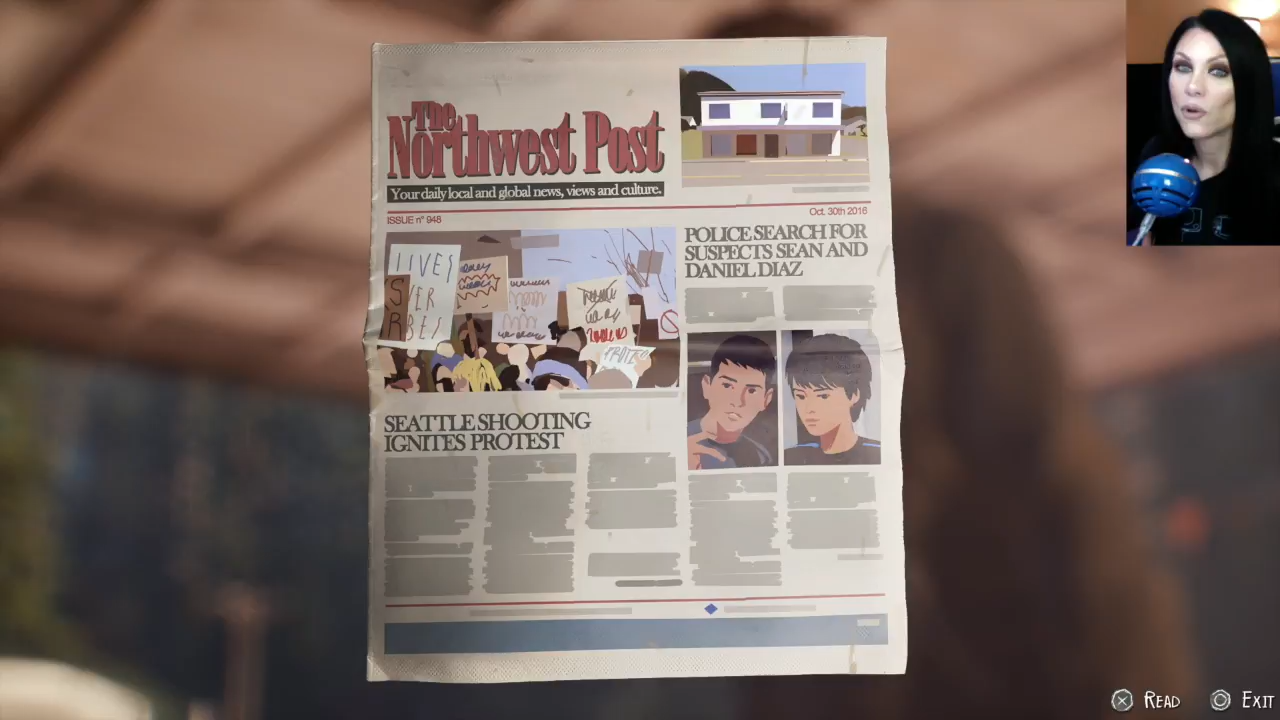 The
Northwest Post
Your daily local and global news, views and culture.
ISSUE n° 948
Oct. 30th 2016
LIVES
POLICE SEARCH FOR
SUSPECTS SEAN AND
DANIEL DIAZ
SEATTLE SHOOTING
IGNITES PROTEST
READ
EXIT